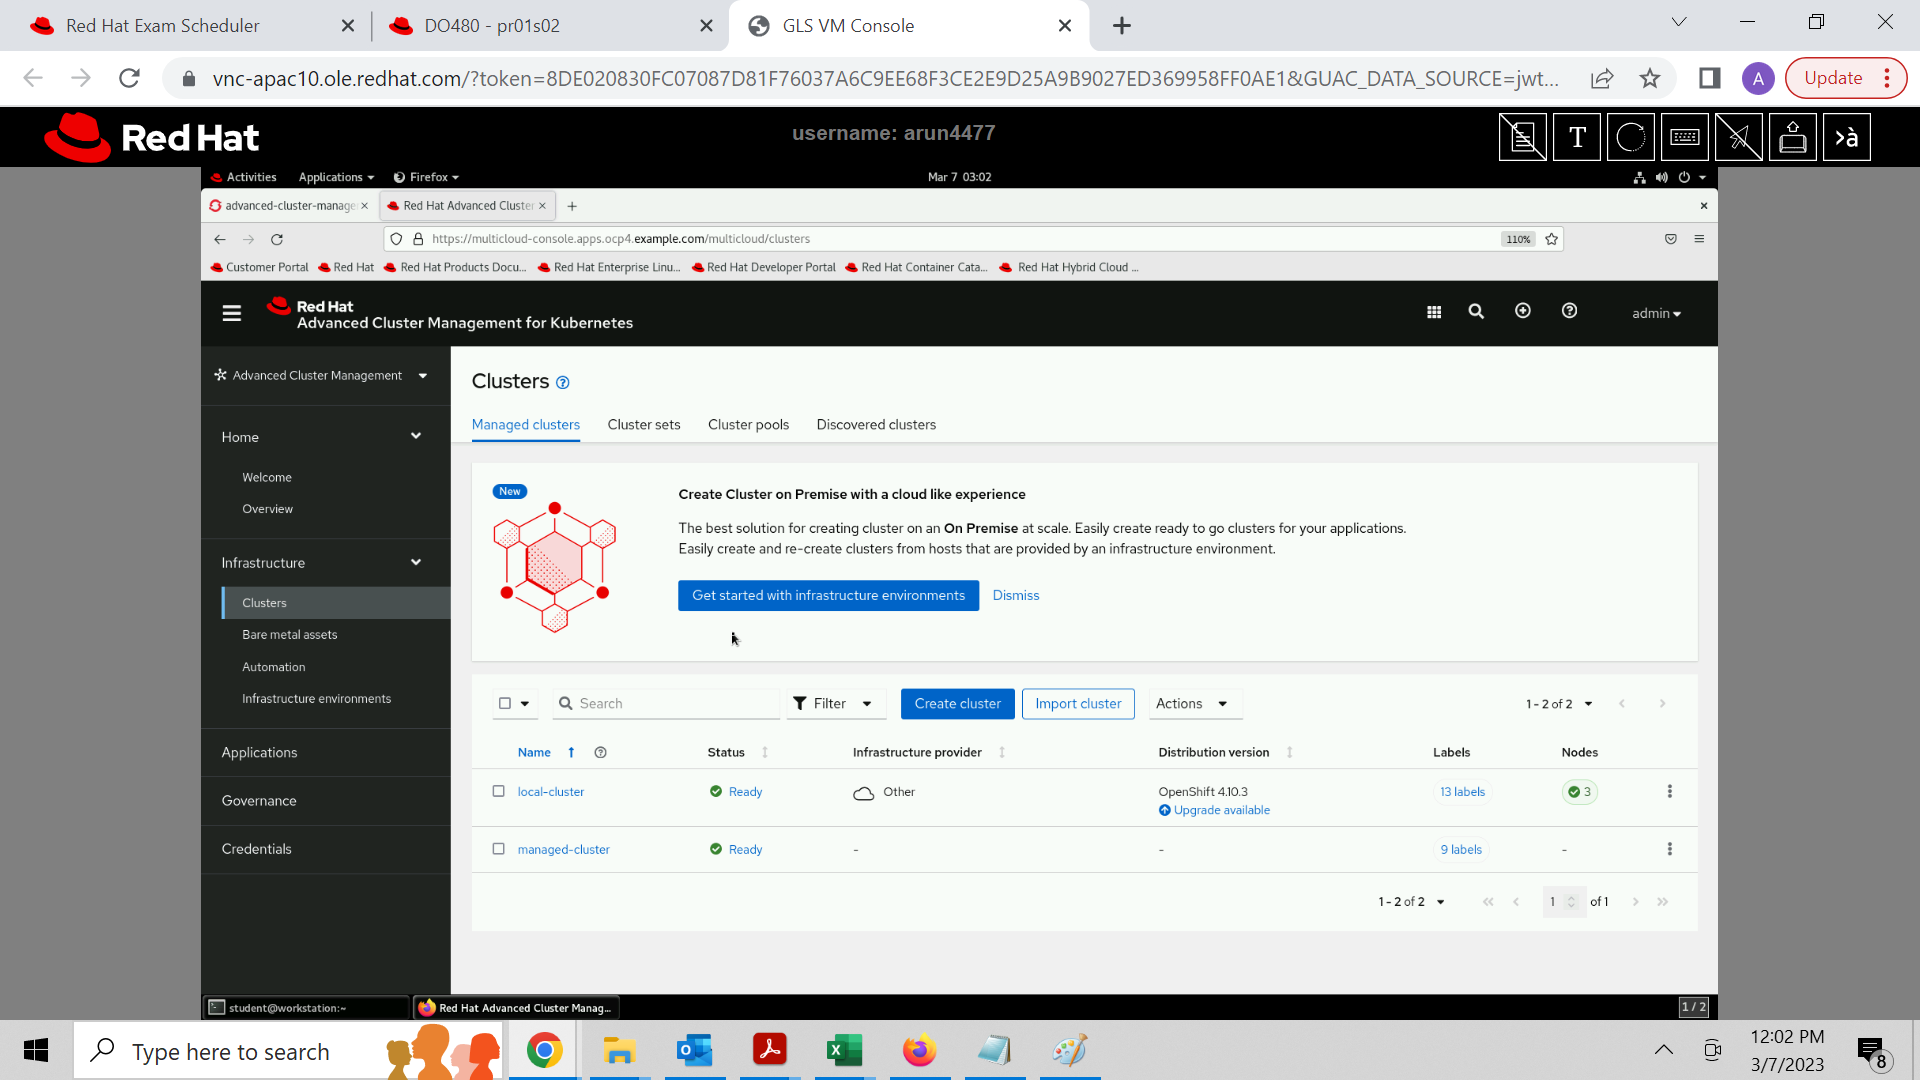 Red Hat Exam Scheduler
DO480 - pr01s02
GLS VM Console
vnc-apac10.ole.redhat.com/?token=8DE020830FC07087D81F76037A6C9EE68F3CE2E9D25A9B9027ED369958FF0AE1&GUAC_DATA_SOURCE=jwt...
A
Update
Red Hat
username: arun4477
T
>à
Activities
Applications
Firefox
Mar 7 03:02
advanced-cluster-manage
Red Hat Advanced Cluster
https://multicloud-console.apps.ocp4.example.com/multicloud/clusters
110%
Customer Portal
Red Hat
Red Hat Products Docu...
Red Hat Enterprise Linu...
Red Hat Developer Portal
Red Hat Container Cata...
Red Hat Hybrid Cloud ...
Red Hat
Advanced Cluster Management for Kubernetes
admin
Advanced Cluster Management
Home
Welcome
Overview
Infrastructure
Clusters
Bare metal assets
Automation
Infrastructure environments
Applications
Governance
Credentials
Clusters
Managed clusters
Cluster sets
Cluster pools
Discovered clusters
New
Create Cluster on Premise with a cloud like experience
The best solution for creating cluster on an On Premise at scale. Easily create ready to go clusters for your applications.
Easily create and re-create clusters from hosts that are provided by an infrastructure environment.
Get started with infrastructure environments
Dismiss
Search
Filter
Create cluster
Import cluster
Actions
1 - 2 of 2
Name
Status
Infrastructure provider
Distribution version
Labels
Nodes
local-cluster
Ready
Other
OpenShift 4.10.3
Upgrade available
13 labels
3
managed-cluster
Ready
-
-
9 labels
-
1 - 2 of 2
1
of 1
student@workstation:~
Red Hat Advanced Cluster Manag...
1 / 2
Type here to search
12:02 PM
3/7/2023
8